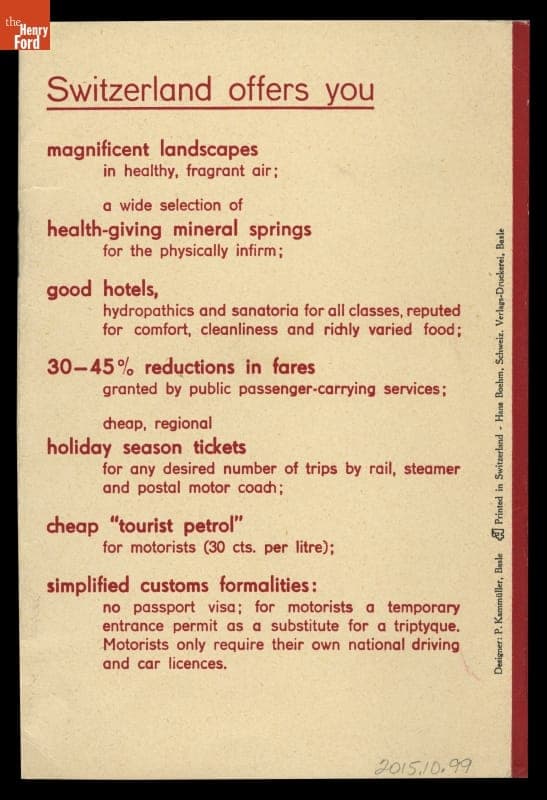 the
Henry
Ford
Switzerland offers you
magnificent landscapes
in healthy, fragrant air;
a wide selection of
health-giving mineral springs
for the physically infirm;
good hotels,
hydropathics and sanatoria for all classes, reputed
for comfort, cleanliness and richly varied food;
30—45% reductions in fares
granted by public passenger-carrying services;
cheap, regional
holiday season tickets
for any desired number of trips by rail, steamer
and postal motor coach;
cheap "tourist petrol"
for motorists (30 cts. per litre);
simplified customs formalities:
no passport visa; for motorists a temporary
entrance permit as a substitute for a triptyque.
Motorists only require their own national driving
and car licences.
Designer: P. Kammüller, Basle Printed in Switzerland - Hans Boehm, Schweiz. Verlags-Druckerei, Basle
2015.10.99